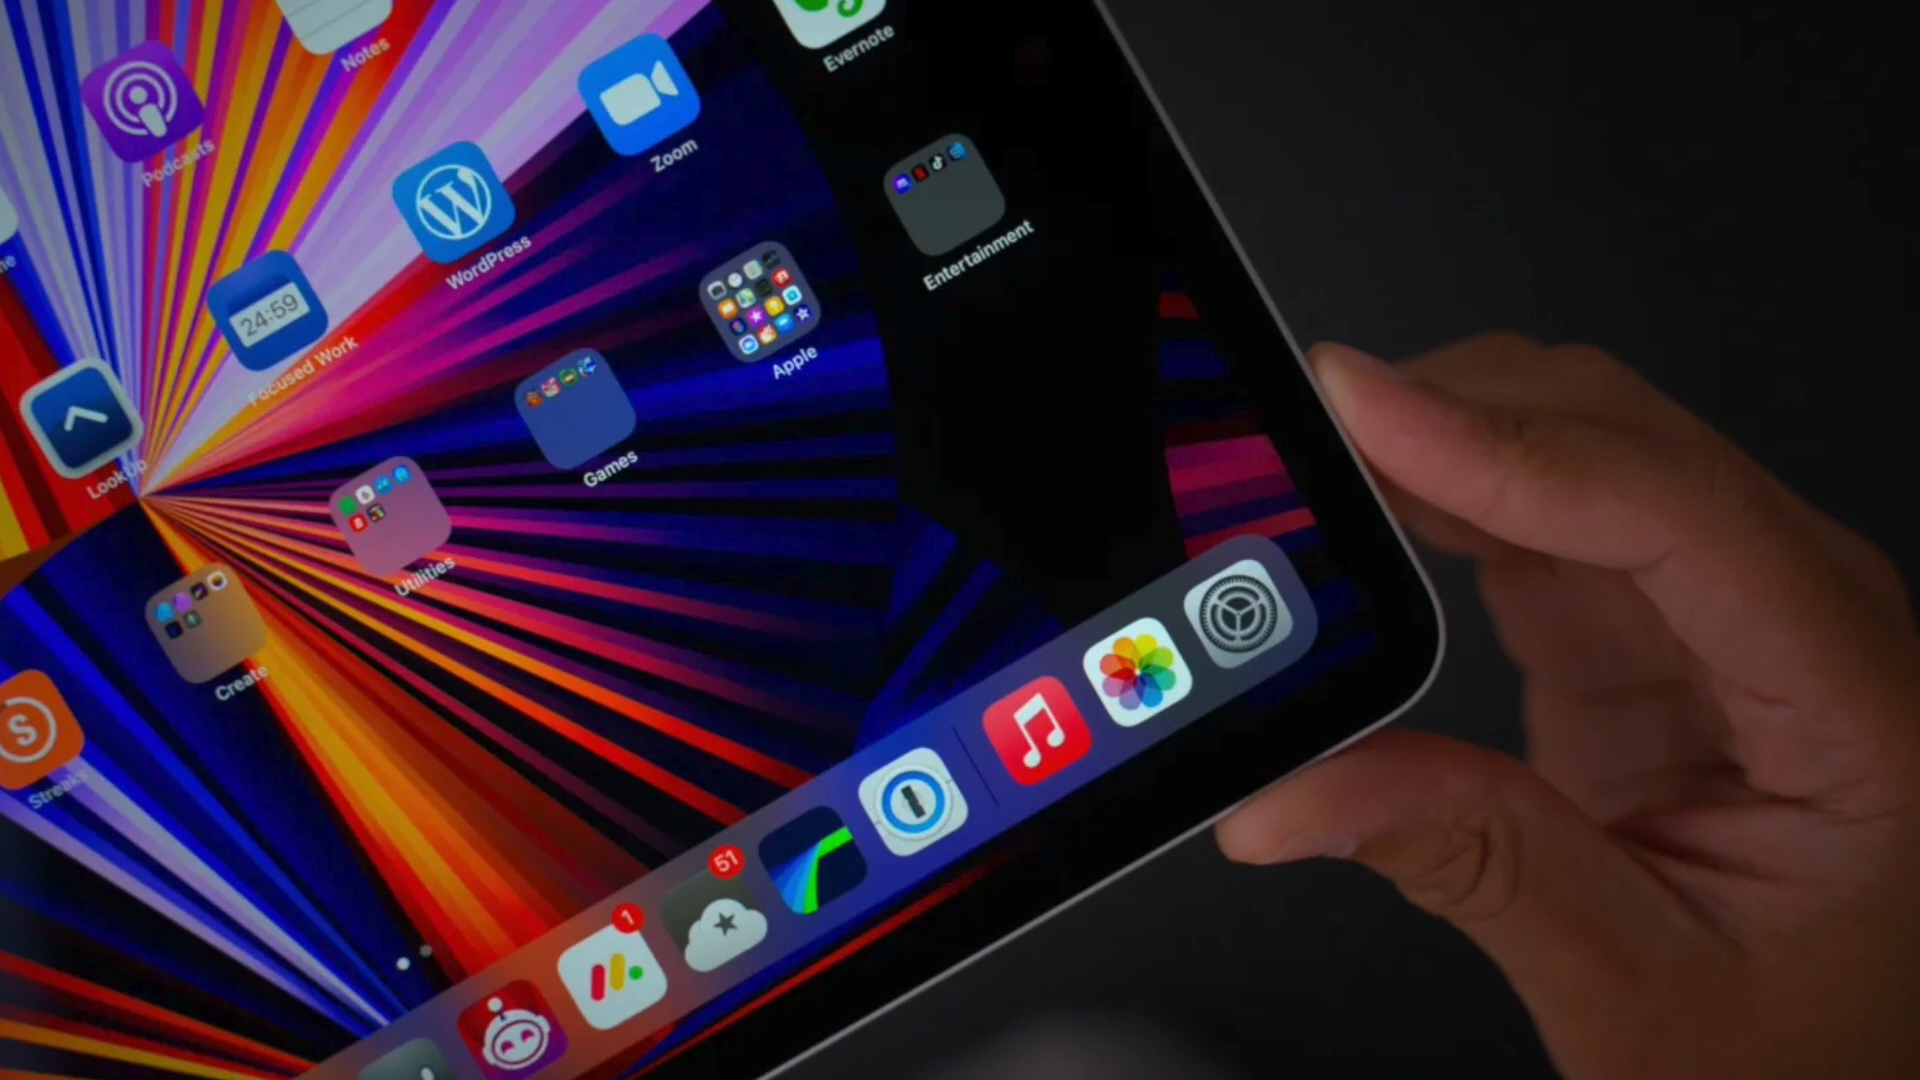 Notes
Evernote
Podcasts
Zoom
WordPress
Entertainment
24:59
Focused Work
Apple
LookUp
Games
Utilities
Create
S
Streaks
51
1